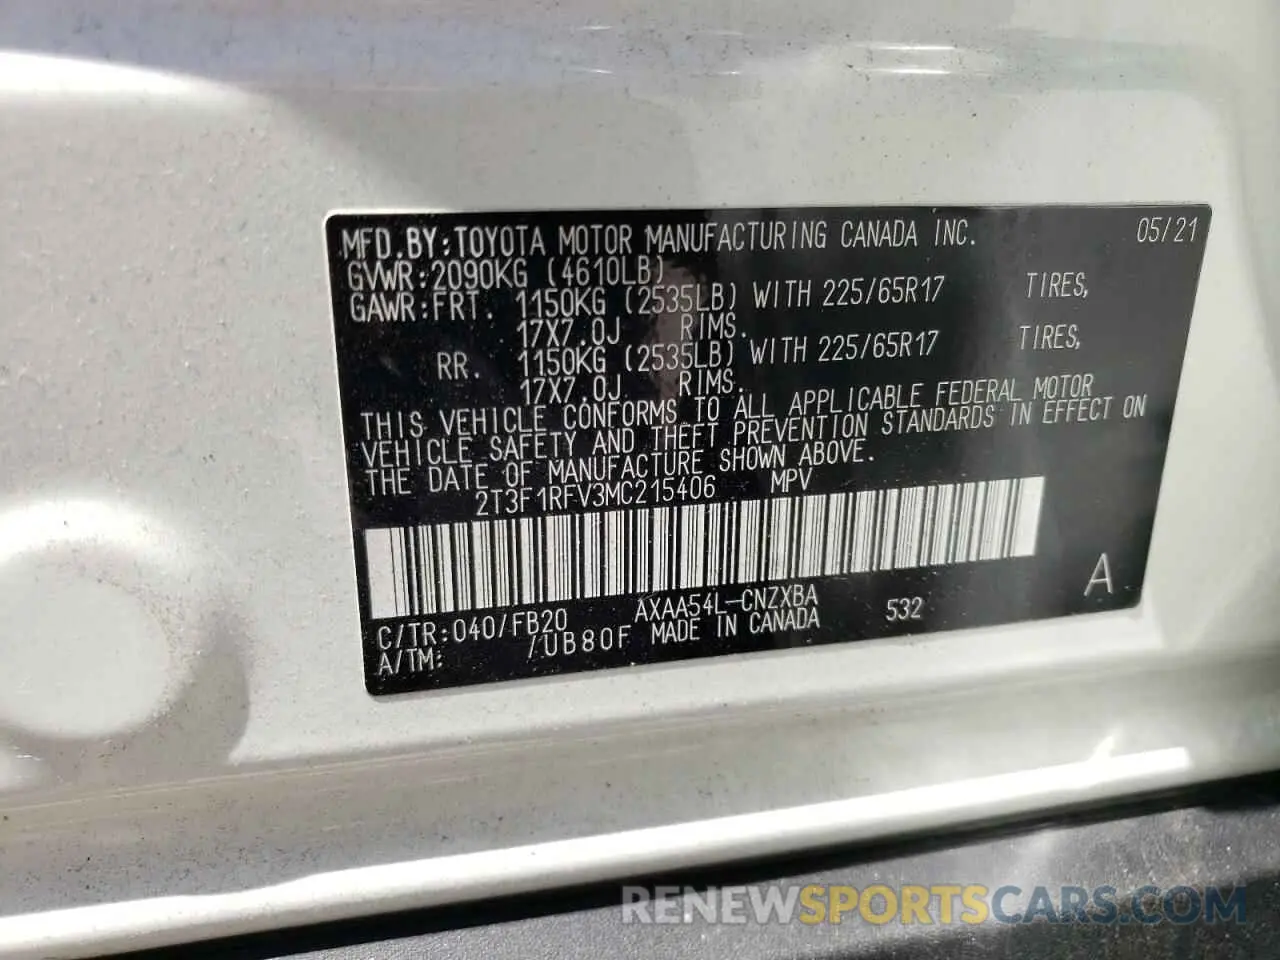 MFD.BY:TOYOTA MOTOR MANUFACTURING CANADA INC. 05/21
GVWR:2090KG (4610LB)
GAWR:FRT. 1150KG (2535LB) WITH 225/65R17 TIRES,
17X7.0J RIMS.
RR. 1150KG (2535LB) WITH 225/65R17 TIRES,
17X7.0J RIMS.
THIS VEHICLE CONFORMS TO ALL APPLICABLE FEDERAL MOTOR
VEHICLE SAFETY AND THEFT PREVENTION STANDARDS IN EFFECT ON
THE DATE OF MANUFACTURE SHOWN ABOVE.
2T3F1RFV3MC215406 MPV
A
C/TR:040/FB20 AXAA54L-CNZXBA 532
A/TM: /UB80F MADE IN CANADA
RENEWSPORTSCARS.COM